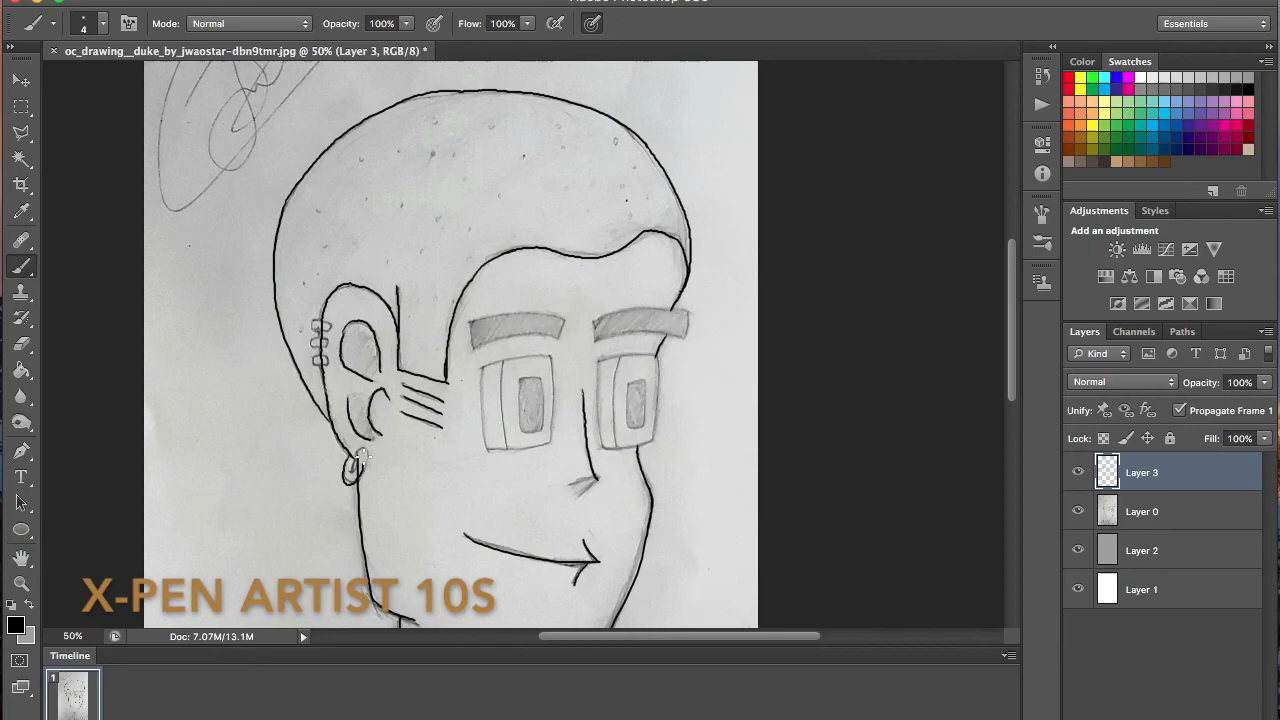 4
Mode: Normal
Opacity: 100%
Flow: 100%
Essentials
× oc_drawing__duke_by_jwaostar-dbn9tmr.jpg @ 50% (Layer 3, RGB/8) *
Color Swatches
Adjustments Styles
Add an adjustment
Layers Channels Paths
Kind
Normal Opacity: 100%
Unify: Propagate Frame 1
Lock: Fill: 100%
Layer 3
Layer 0
Layer 2
Layer 1
X-PEN ARTIST 10S
50% Doc: 7.07M/13.1M
Timeline
1